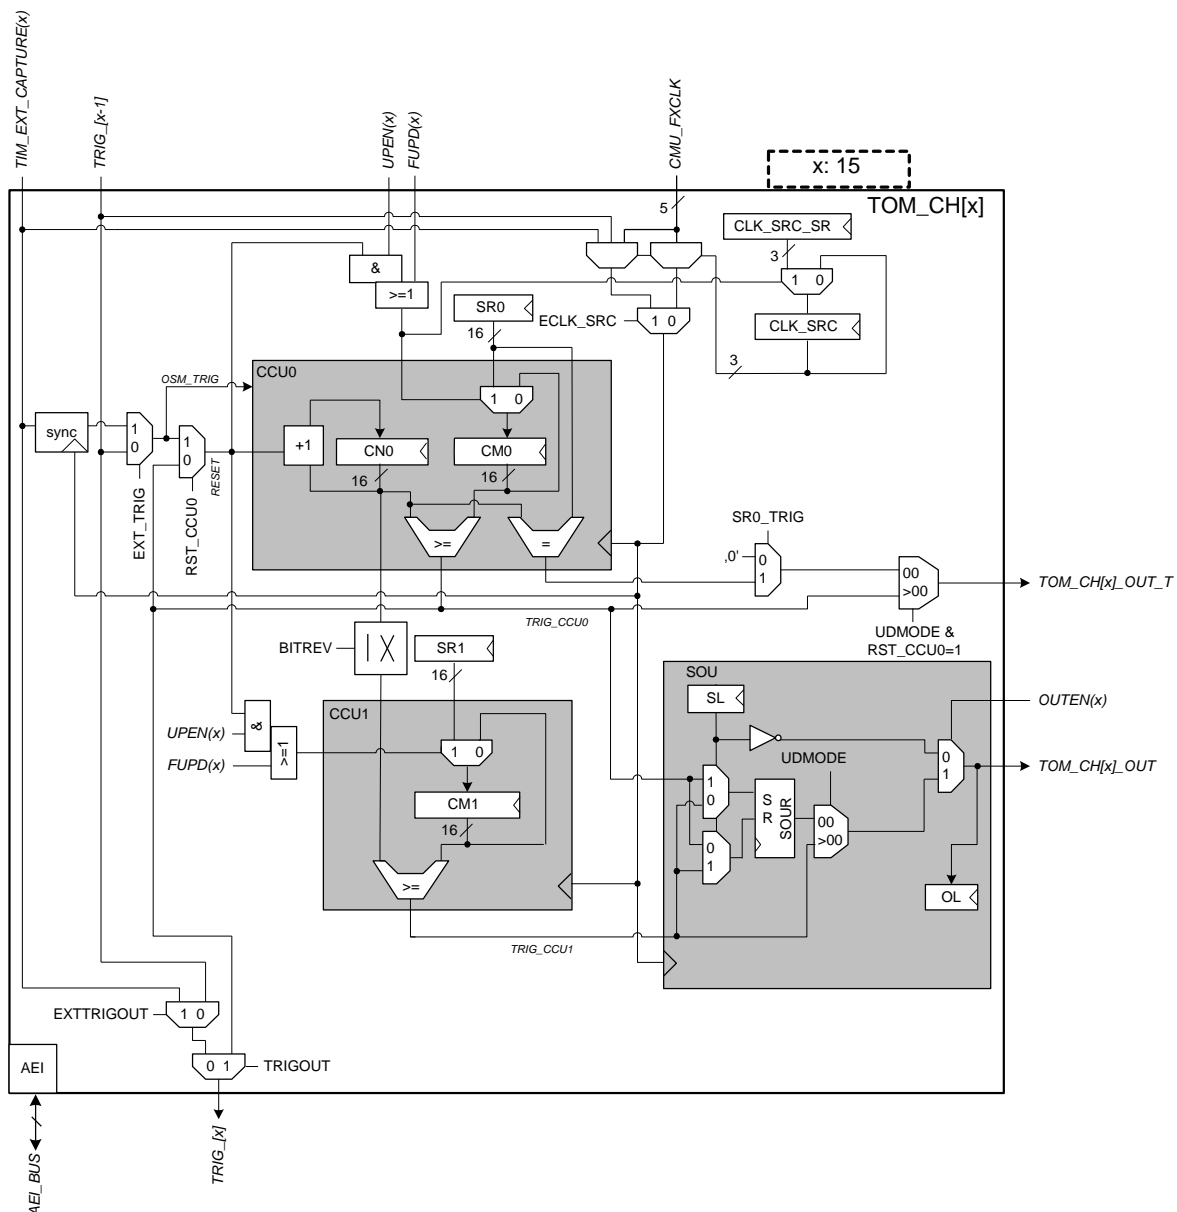 TIM_EXT_CAPTURE(x)
TRIG_[x-1]
UPEN(x)
FUPD(x)
CMU_FXCLK
x: 15
TOM_CH[x]
5
CLK_SRC_SR
3
&
>=1
1 0
SR0
ECLK_SRC
1 0
CLK_SRC
16
3
CCU0
OSM_TRIG
1 0
sync
1
0
1
0
RESET
+1
CN0
CM0
16
16
EXT_TRIG
RST_CCU0
>=
=
SR0_TRIG
‚0'
0
1
00
>00
TOM_CH[x]_OUT_T
TRIG_CCU0
UDMODE &
RST_CCU0=1
BITREV
SR1
16
SOU
SL
CCU1
OUTEN(x)
UPEN(x)
&
FUPD(x)
>=1
1 0
UDMODE
0
1
TOM_CH[x]_OUT
CM1
16
1
0
S
R
SOUR
00
>00
0
1
>=
OL
TRIG_CCU1
EXTTRIGOUT
1 0
AEI
0 1
TRIGOUT
TRIG_[x]
AEI_BUS